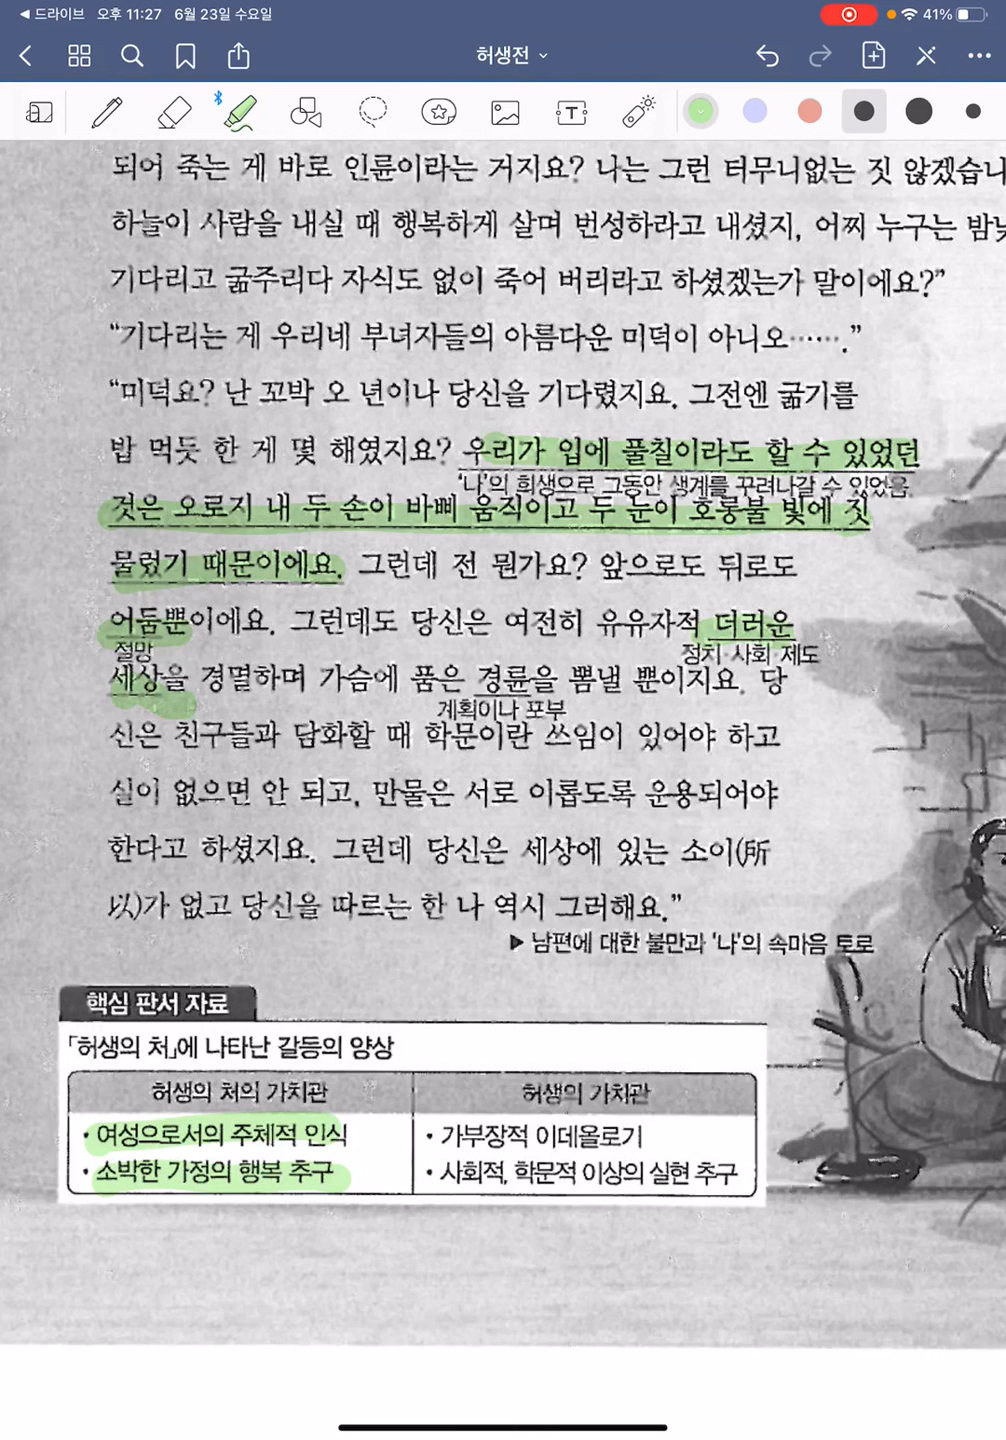 ◀ 드라이브 오후 11:27 6월 23일 수요일 41%
허생전
되어 죽는 게 바로 인륜이라는 거지요? 나는 그런 터무니없는 짓 않겠습니
하늘이 사람을 내실 때 행복하게 살며 번성하라고 내셨지, 어찌 누구는 밤낮
기다리고 굶주리다 자식도 없이 죽어 버리라고 하셨겠는가 말이에요?”
“기다리는 게 우리네 부녀자들의 아름다운 미덕이 아니오…….”
“미덕요? 난 꼬박 오 년이나 당신을 기다렸지요. 그전엔 굶기를
밥 먹듯 한 게 몇 해였지요? 우리가 입에 풀칠이라도 할 수 있었던
'나'의 희생으로 그동안 생계를 꾸려나갈 수 있었음.
것은 오로지 내 두 손이 바삐 움직이고 두 눈이 호롱불 빛에 짓
물렀기 때문이에요. 그런데 전 뭔가요? 앞으로도 뒤로도
어둠뿐이에요. 그런데도 당신은 여전히 유유자적 더러운
절망 정치·사회·제도
세상을 경멸하며 가슴에 품은 경륜을 뽐낼 뿐이지요. 당
계획이나 포부
신은 친구들과 담화할 때 학문이란 쓰임이 있어야 하고
실이 없으면 안 되고, 만물은 서로 이롭도록 운용되어야
한다고 하셨지요. 그런데 당신은 세상에 있는 소이(所
以)가 없고 당신을 따르는 한 나 역시 그러해요.”
▶ 남편에 대한 불만과 '나'의 속마음 토로
핵심 판서 자료
「허생의 처」에 나타난 갈등의 양상
허생의 처의 가치관 허생의 가치관
• 여성으로서의 주체적 인식 • 가부장적 이데올로기
• 소박한 가정의 행복 추구 • 사회적, 학문적 이상의 실현 추구